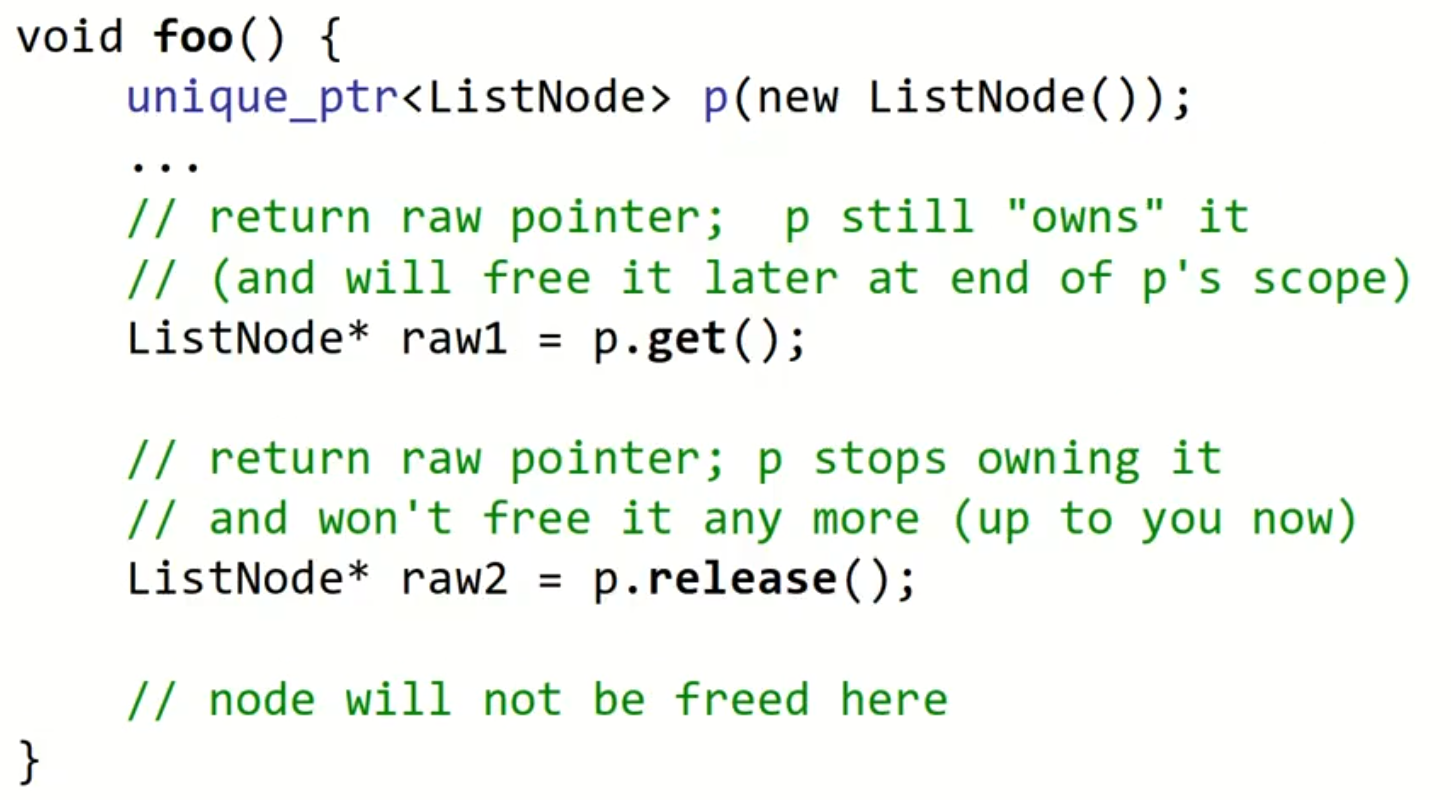 void foo() {
    unique_ptr<ListNode> p(new ListNode());
    ...
    // return raw pointer;  p still "owns" it
    // (and will free it later at end of p's scope)
    ListNode* raw1 = p.get();

    // return raw pointer; p stops owning it
    // and won't free it any more (up to you now)
    ListNode* raw2 = p.release();

    // node will not be freed here
}